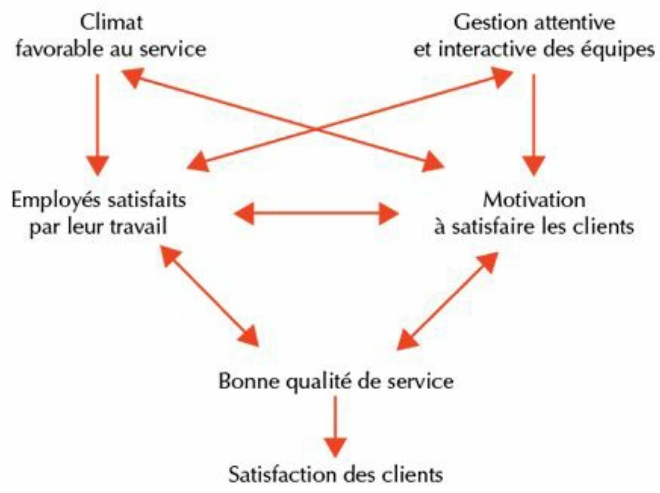 Climat
favorable au service
Gestion attentive
et interactive des équipes
Employés satisfaits
par leur travail
Motivation
à satisfaire les clients
Bonne qualité de service
Satisfaction des clients